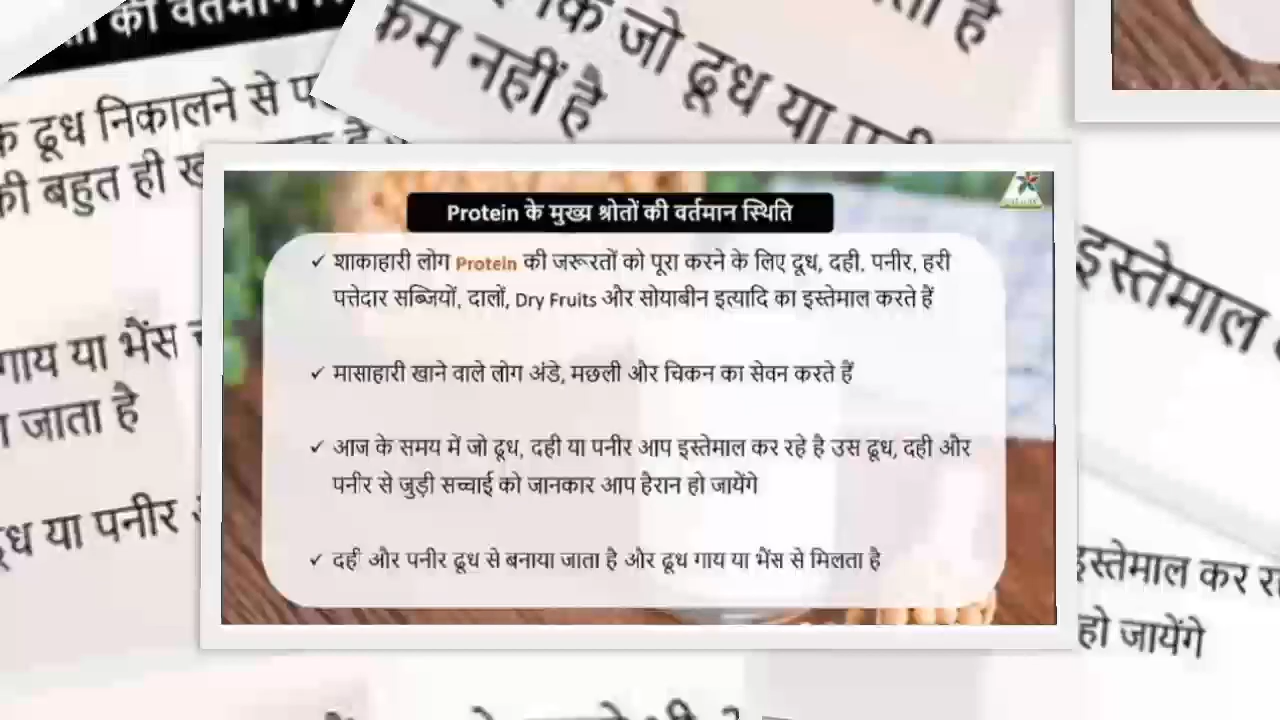 की वर्तमान
दूध निकालने से
की बहुत ही
गाय या भैंस
जाता है
या पनीर
जो दूध या
कम नहीं है
है
Protein के मुख्य श्रोतों की वर्तमान स्थिति
✓ शाकाहारी लोग Protein की जरूरतों को पूरा करने के लिए दूध, दही, पनीर, हरी
पत्तेदार सब्जियों, दालों, Dry Fruits और सोयाबीन इत्यादि का इस्तेमाल करते हैं
✓ मासाहारी खाने वाले लोग अंडे, मछली और चिकन का सेवन करते हैं
✓ आज के समय में जो दूध, दही या पनीर आप इस्तेमाल कर रहे है उस दूध, दही और
पनीर से जुड़ी सच्चाई को जानकार आप हैरान हो जायेंगे
✓ दही और पनीर दूध से बनाया जाता है और दूध गाय या भैंस से मिलता है
इस्तेमाल
इस्तेमाल कर
हो जायेंगे